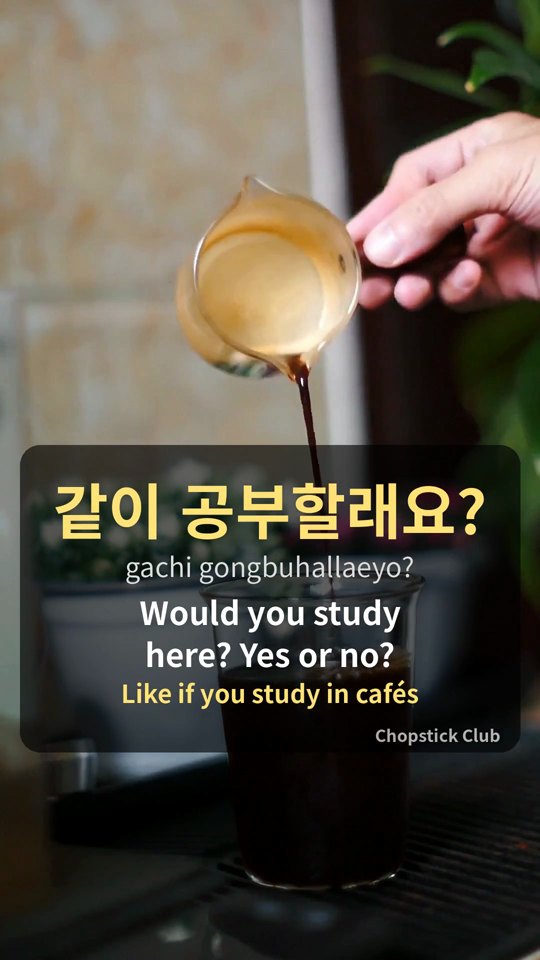 같이 공부할래요?
gachi gongbuhallaeyo?
Would you study
here? Yes or no?
Like if you study in cafés
Chopstick Club